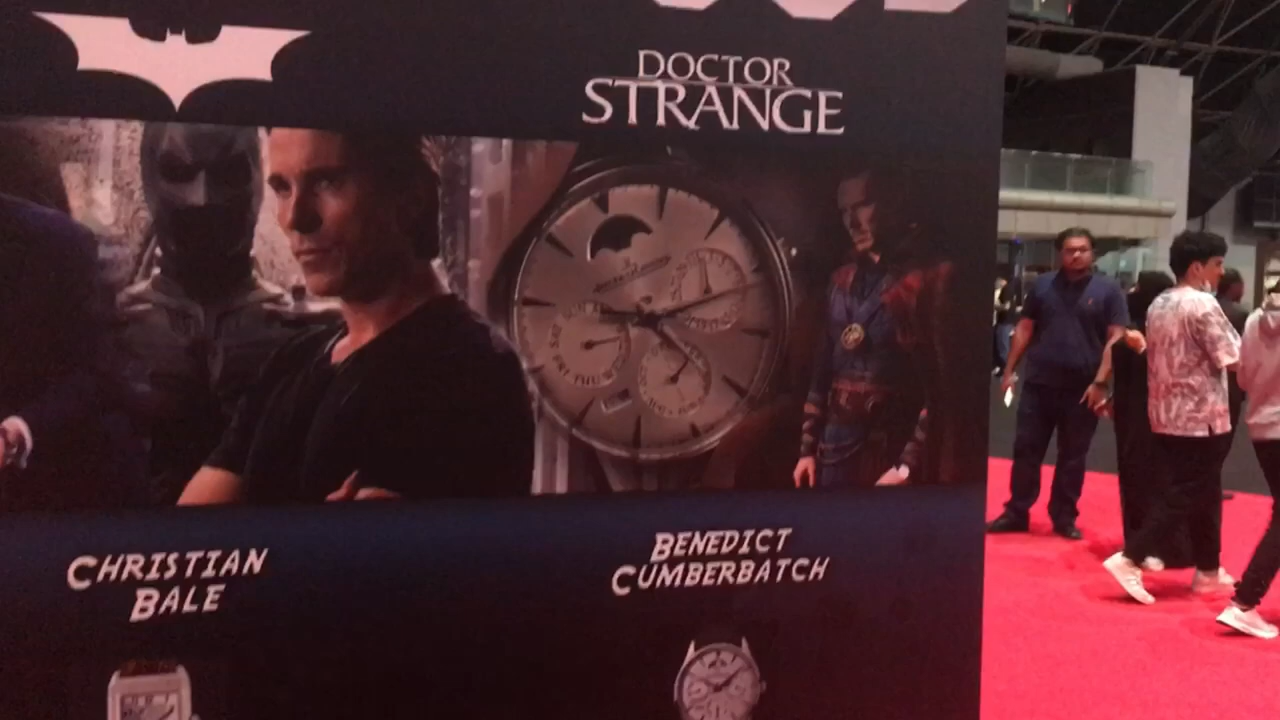 DOCTOR
STRANGE
CHRISTIAN
BALE
BENEDICT
CUMBERBATCH